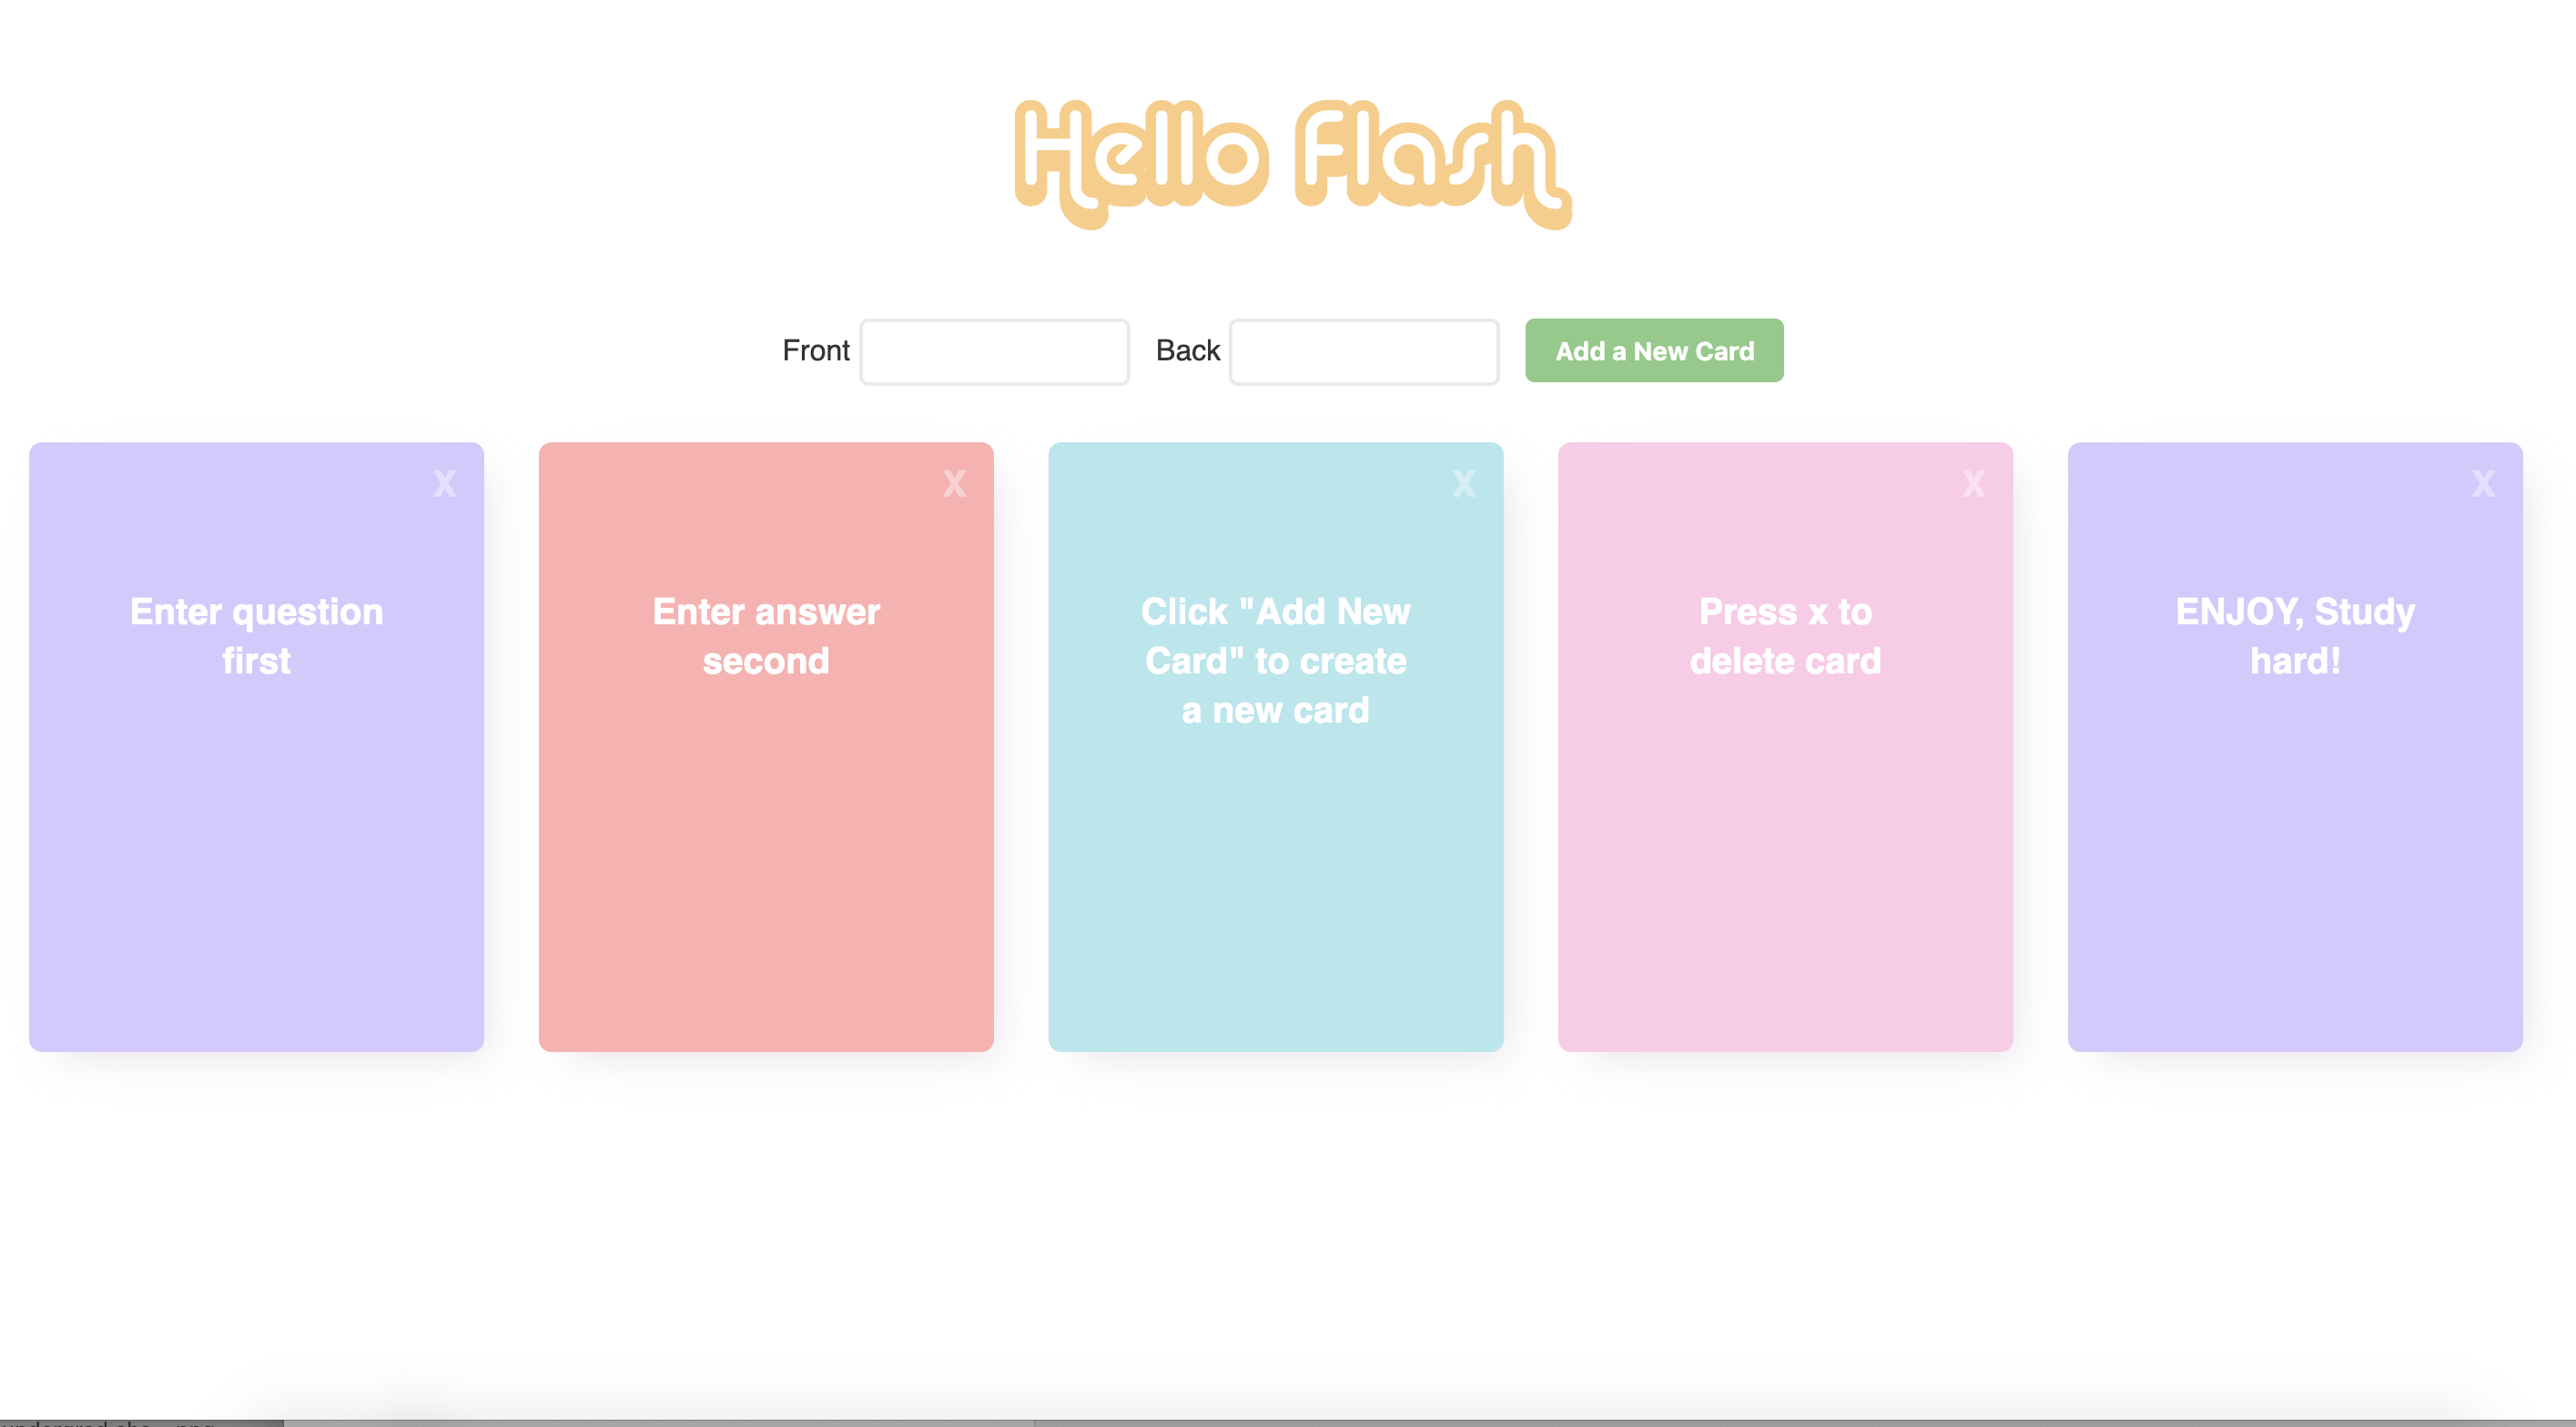 Hello Flash
Front
Back
Add a New Card
X
X
X
X
X
Enter question
first
Enter answer
second
Click "Add New
Card" to create
a new card
Press x to
delete card
ENJOY, Study
hard!